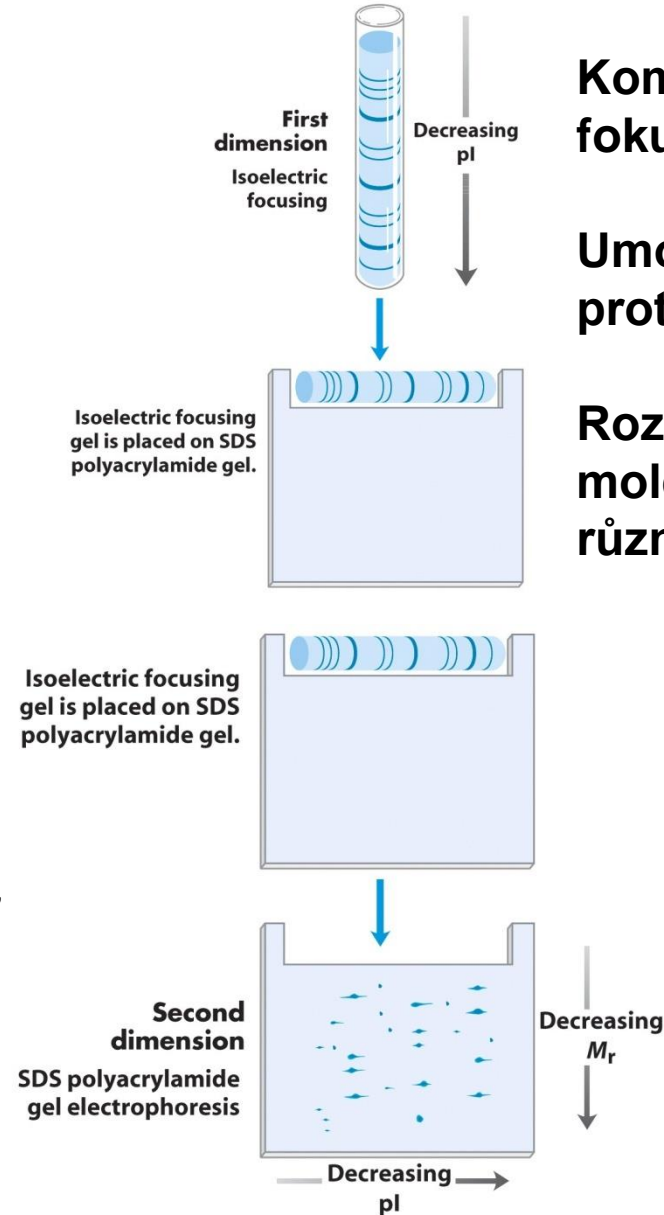 First
dimension
Isoelectric
focusing
Decreasing
pI
Isoelectric focusing
gel is placed on SDS
polyacrylamide gel.
Isoelectric focusing
gel is placed on SDS
polyacrylamide gel.
Second
dimension
SDS polyacrylamide
gel electrophoresis
Decreasing
Mr
Decreasing
pI